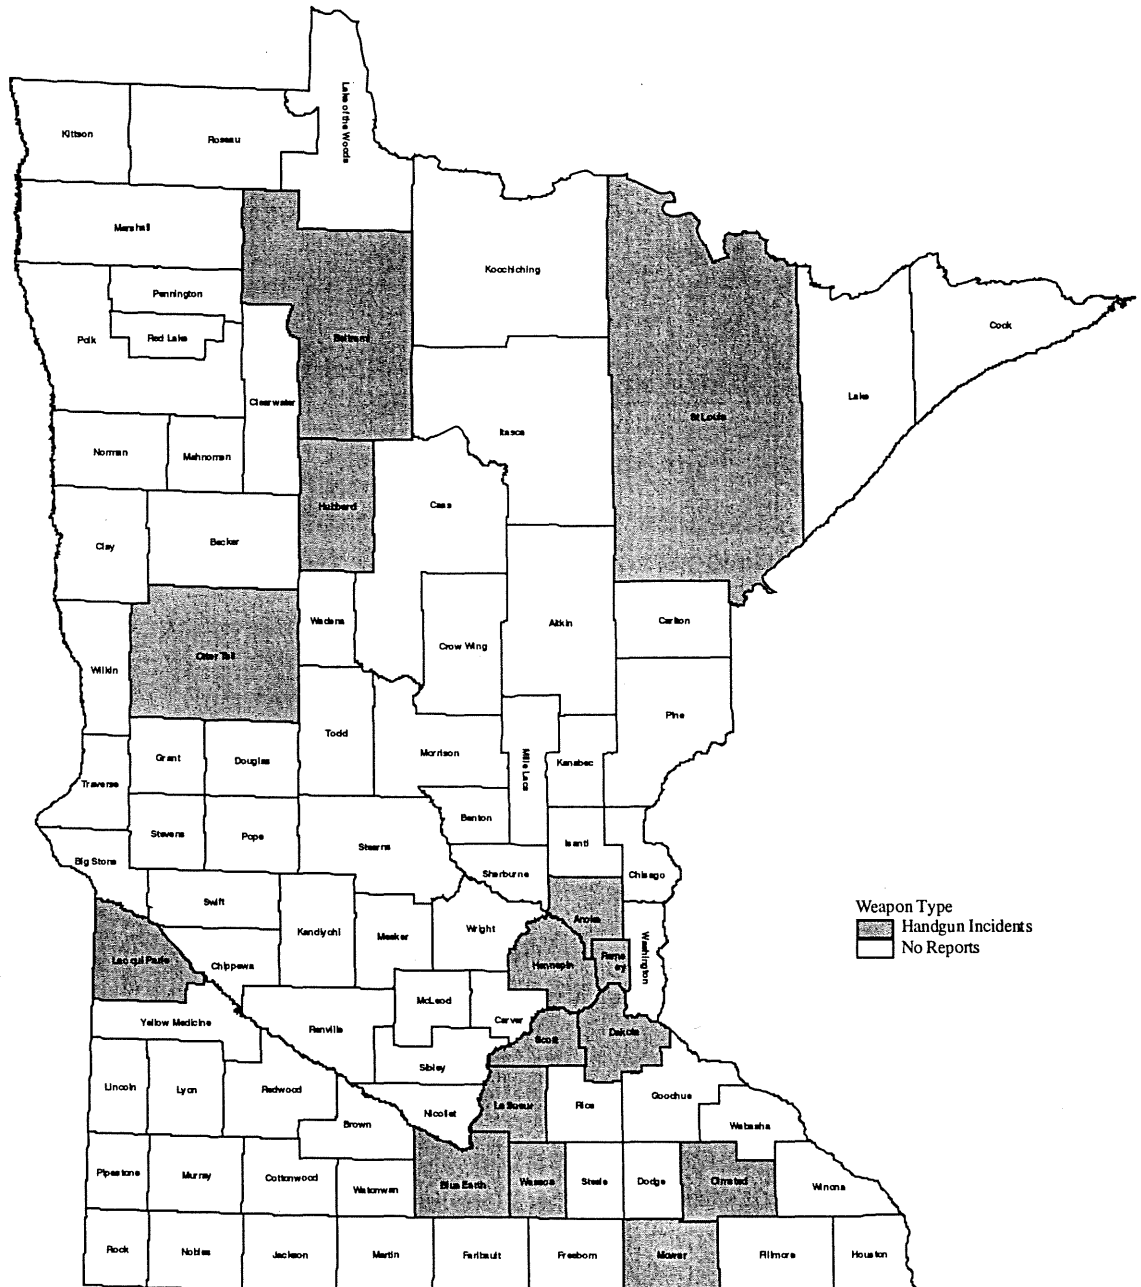 Lake of the Woods
Kittson
Roseau
Marshall
Koochiching
Pennington
Cook
Polk
Red Lake
Beltrami
Lake
Clearwater
St Louis
Itasca
Norman
Mahnomen
Hubbard
Cass
Becker
Clay
Wadena
Carlton
Aitkin
Crow Wing
Otter Tail
Wilkin
Pine
Todd
Morrison
Mille Lacs
Grant
Douglas
Kanabec
Traverse
Benton
Stevens
Pope
Isanti
Stearns
Big Stone
Sherburne
Chisago
Swift
Weapon Type
Handgun Incidents
No Reports
Anoka
Kandiyohi
Meeker
Wright
Washington
Rams
ey
Lac qui Parle
Chippewa
Hennepin
McLeod
Carver
Yellow Medicine
Renville
Dakota
Scott
Sibley
Lincoln
Lyon
Redwood
Goodhue
Le Sueur
Rice
Nicollet
Brown
Wabasha
Pipestone
Murray
Cottonwood
Watonwan
Blue Earth
Waseca
Steele
Dodge
Olmsted
Winona
Rock
Nobles
Jackson
Martin
Faribault
Freeborn
Mower
Fillmore
Houston